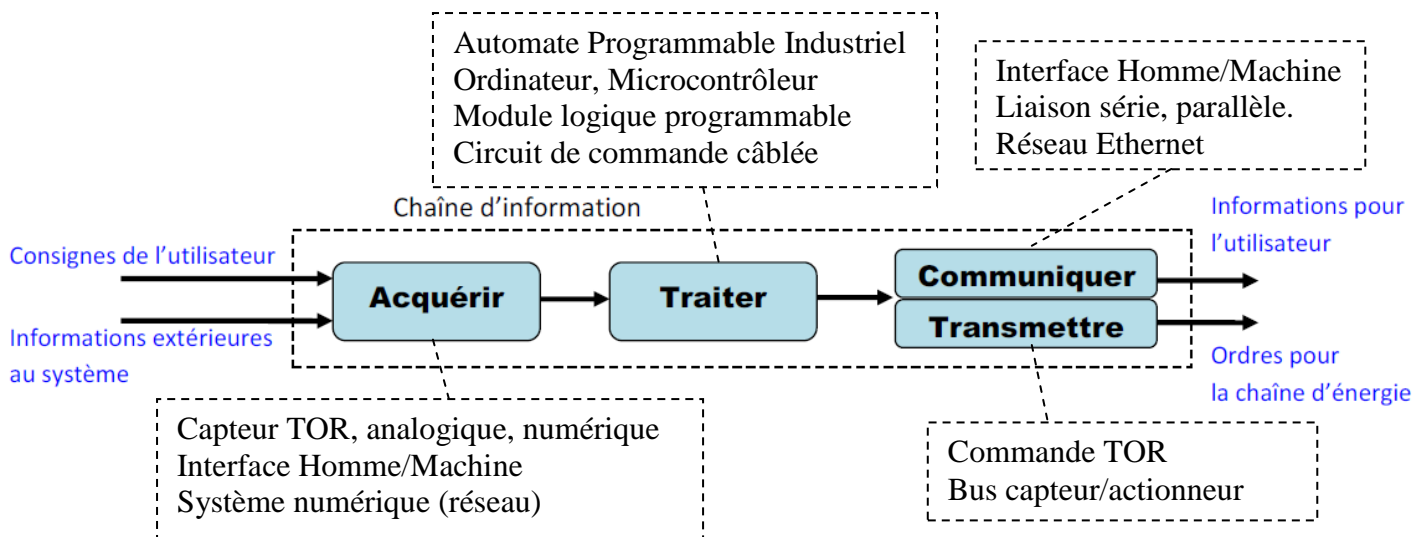 Automate Programmable Industriel
Ordinateur, Microcontrôleur
Module logique programmable
Circuit de commande câblée
Interface Homme/Machine
Liaison série, parallèle.
Réseau Ethernet
Chaîne d'information
Consignes de l'utilisateur
Informations extérieures
au système
Acquérir
Traiter
Communiquer
Transmettre
Informations pour
l'utilisateur
Ordres pour
la chaîne d'énergie
Capteur TOR, analogique, numérique
Interface Homme/Machine
Système numérique (réseau)
Commande TOR
Bus capteur/actionneur